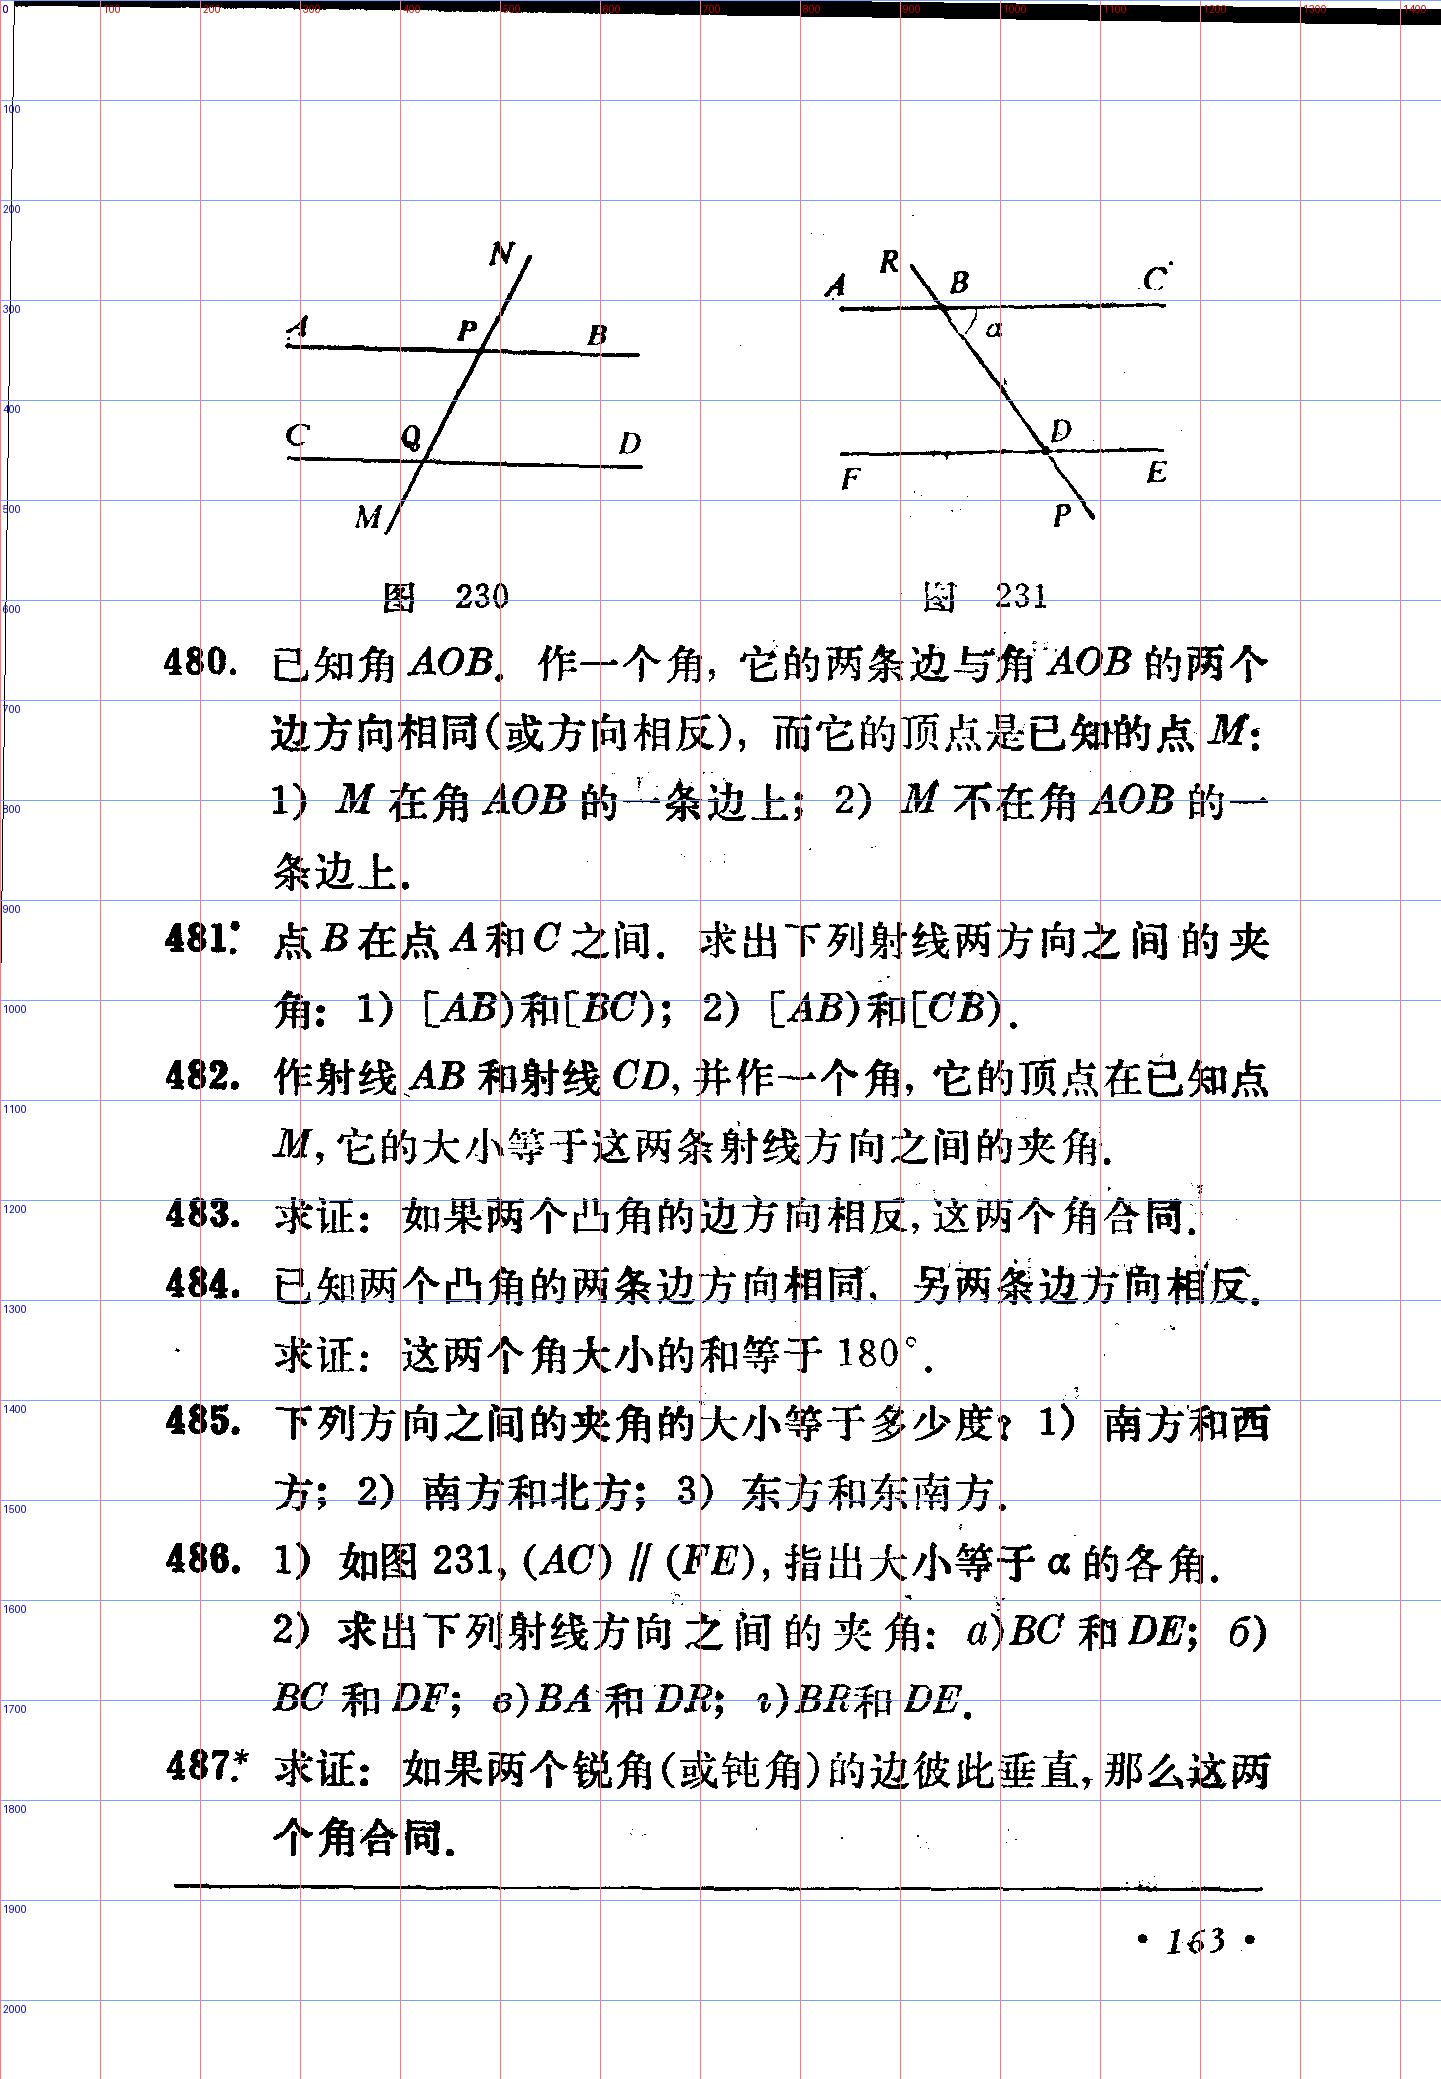 N
A P B
C Q D
M
图 230
R B C
A α
D
F E
P
图 231
480. 已知角 AOB. 作一个角, 它的两条边与角 AOB 的两个
边方向相同(或方向相反), 而它的顶点是已知的点 M:
1) M 在角 AOB 的一条边上; 2) M 不在角 AOB 的一
条边上.
481.* 点 B 在点 A 和 C 之间. 求出下列射线两方向之间的夹
角: 1) [AB)和[BC); 2) [AB)和[CB).
482. 作射线 AB 和射线 CD, 并作一个角, 它的顶点在已知点
M, 它的大小等于这两条射线方向之间的夹角.
483. 求证: 如果两个凸角的边方向相反, 这两个角合同.
484. 已知两个凸角的两条边方向相同, 另两条边方向相反.
求证: 这两个角大小的和等于 180°.
485. 下列方向之间的夹角的大小等于多少度? 1) 南方和西
方; 2) 南方和北方; 3) 东方和东南方.
486. 1) 如图 231, (AC) ∥ (FE), 指出大小等于 α 的各角.
2) 求出下列射线方向之间的夹角: a)BC 和 DE; б)
BC 和 DF; в)BA 和 DR; г)BR和 DE.
487.* 求证: 如果两个锐角(或钝角)的边彼此垂直, 那么这两
个角合同.
• 163 •